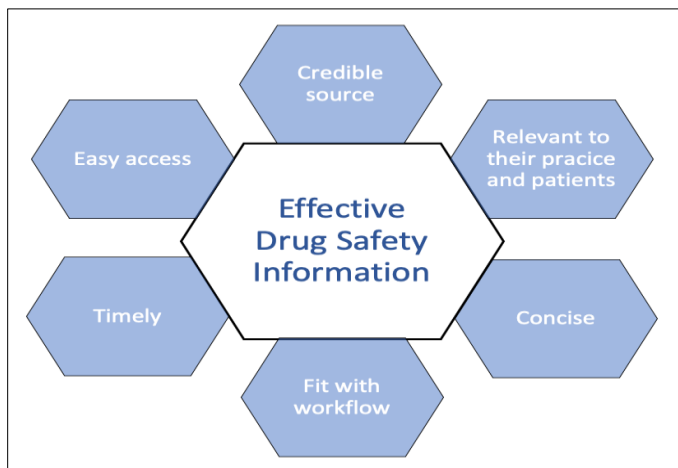 Credible
source
Easy access
Relevant to
their pracice
and patients
Effective
Drug Safety
Information
Timely
Concise
Fit with
workflow